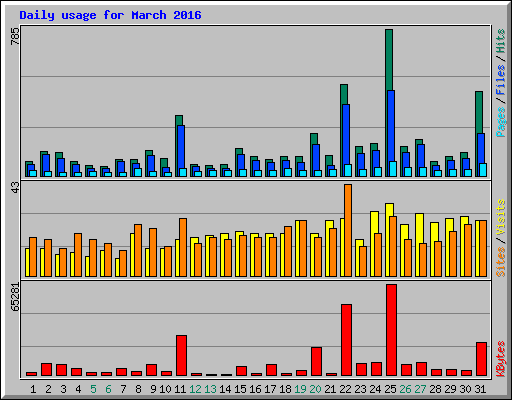 Daily usage for March 2016
785
Pages / Files / Hits
43
Sites / Visits
65281
KBytes
1 2 3 4 5 6 7 8 9 10 11 12 13 14 15 16 17 18 19 20 21 22 23 24 25 26 27 28 29 30 31